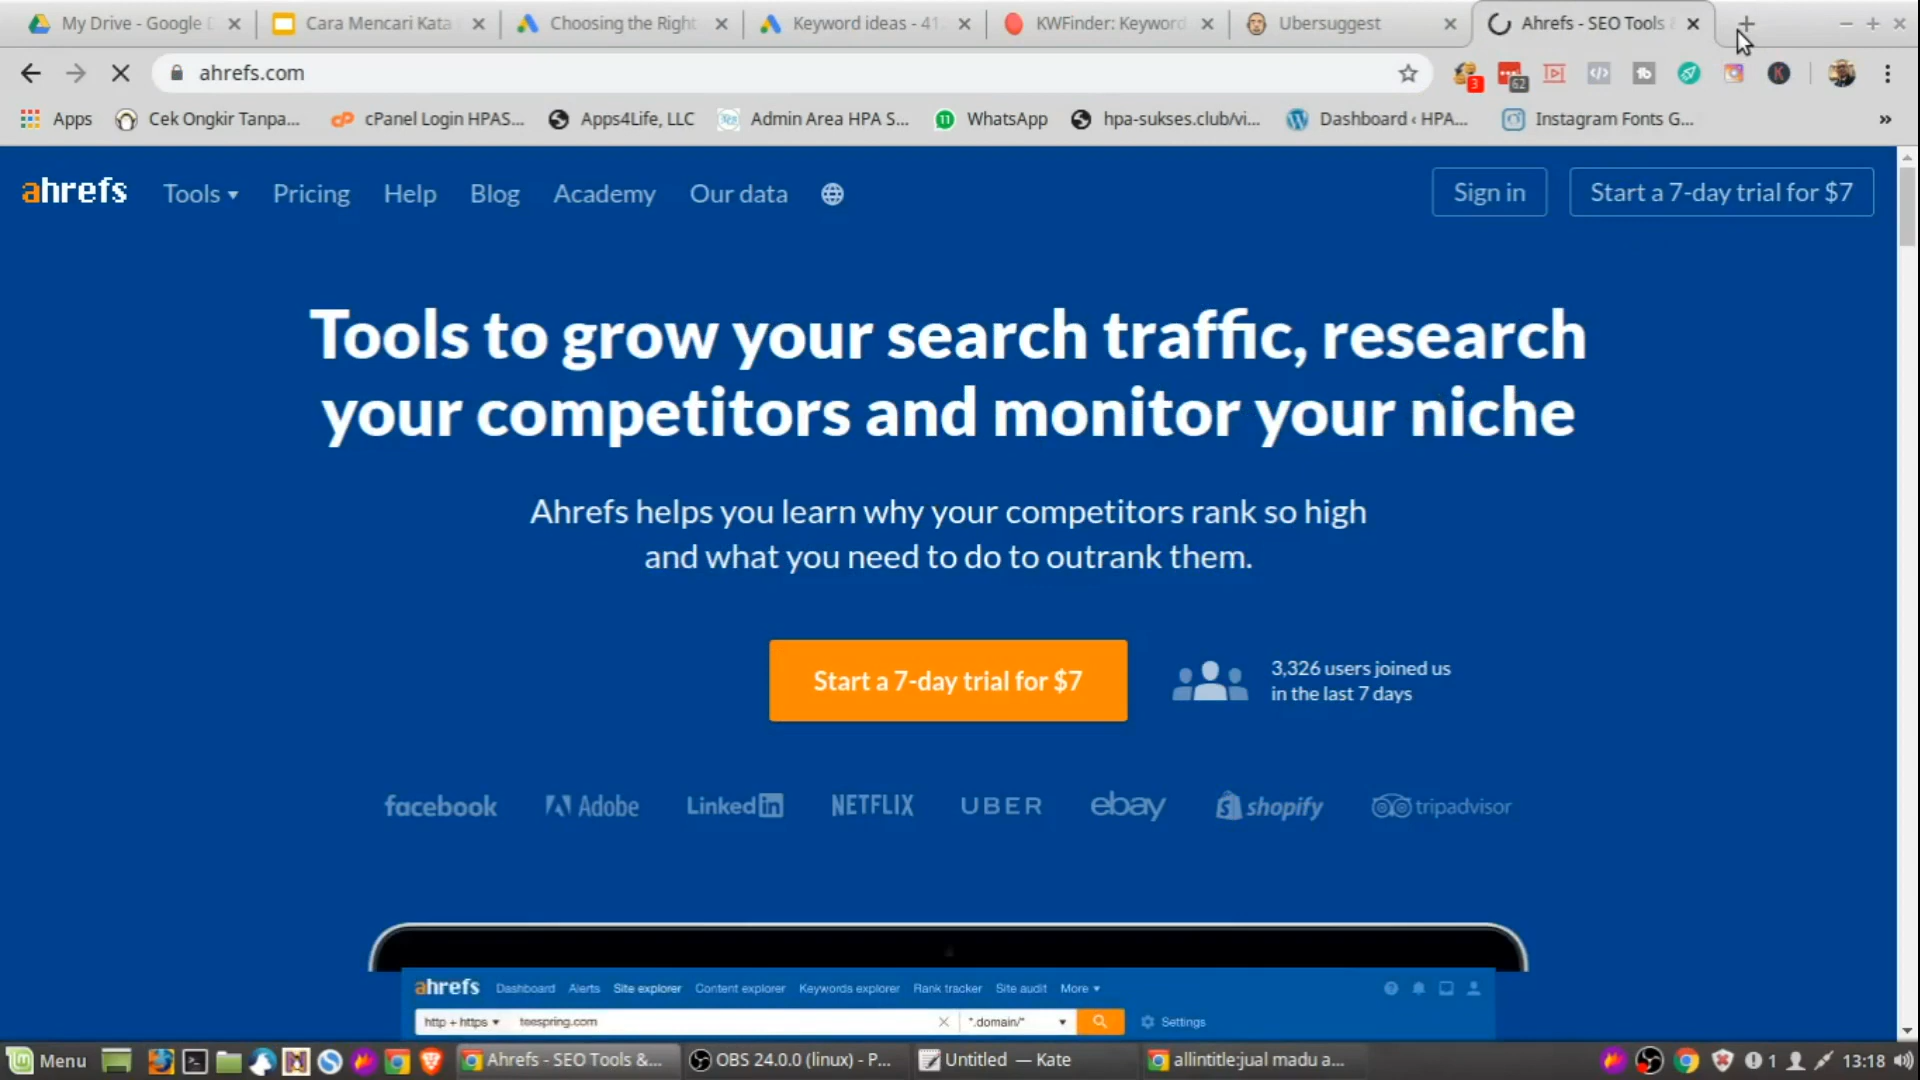 My Drive - Google
Cara Mencari Kata
Choosing the Right
Keyword ideas - 41
KWFinder: Keyword
Ubersuggest
Ahrefs - SEO Tools
ahrefs.com
3
62
Apps
Cek Ongkir Tanpa...
cPanel Login HPAS...
Apps4Life, LLC
Admin Area HPA S...
11
WhatsApp
hpa-sukses.club/vi...
Dashboard ‹ HPA...
Instagram Fonts G...
»
ahrefs
Tools
Pricing
Help
Blog
Academy
Our data
Sign in
Start a 7-day trial for $7
Tools to grow your search traffic, research
your competitors and monitor your niche
Ahrefs helps you learn why your competitors rank so high
and what you need to do to outrank them.
Start a 7-day trial for $7
3,326 users joined us
in the last 7 days
facebook
Adobe
Linkedin
NETFLIX
UBER
ebay
shopify
tripadvisor
ahrefs
Dashboard
Alerts
Site explorer
Content explorer
Keywords explorer
Rank tracker
Site audit
More
http + https
teespring.com
*.domain/*
Settings
Menu
Ahrefs - SEO Tools &...
OBS 24.0.0 (linux) - P...
Untitled — Kate
allintitle:jual madu a...
1
13:18